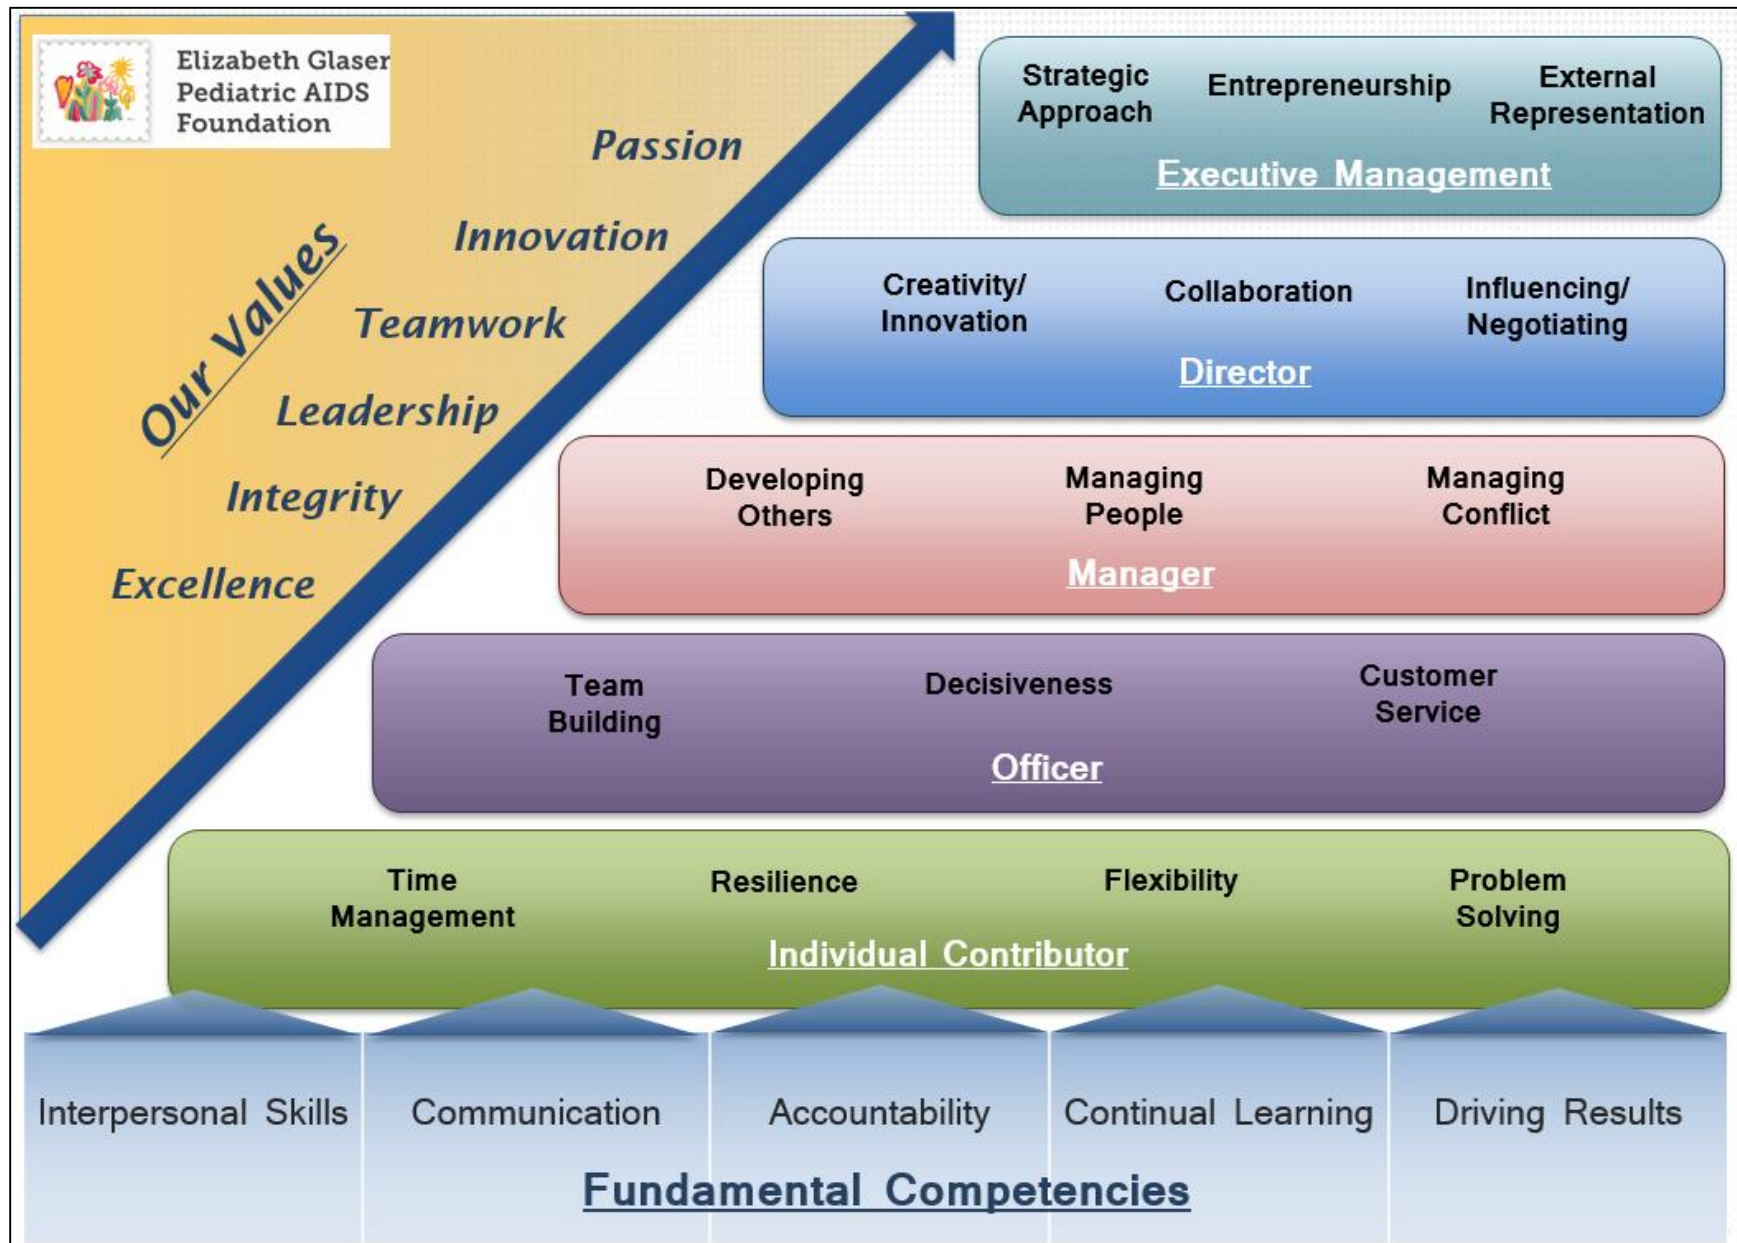 Elizabeth Glaser
Pediatric AIDS
Foundation
Our Values
Passion
Innovation
Teamwork
Leadership
Integrity
Excellence
Strategic
Approach
Entrepreneurship
External
Representation
Executive Management
Creativity/
Innovation
Collaboration
Influencing/
Negotiating
Director
Developing
Others
Managing
People
Managing
Conflict
Manager
Team
Building
Decisiveness
Customer
Service
Officer
Time
Management
Resilience
Flexibility
Problem
Solving
Individual Contributor
Interpersonal Skills
Communication
Accountability
Continual Learning
Driving Results
Fundamental Competencies